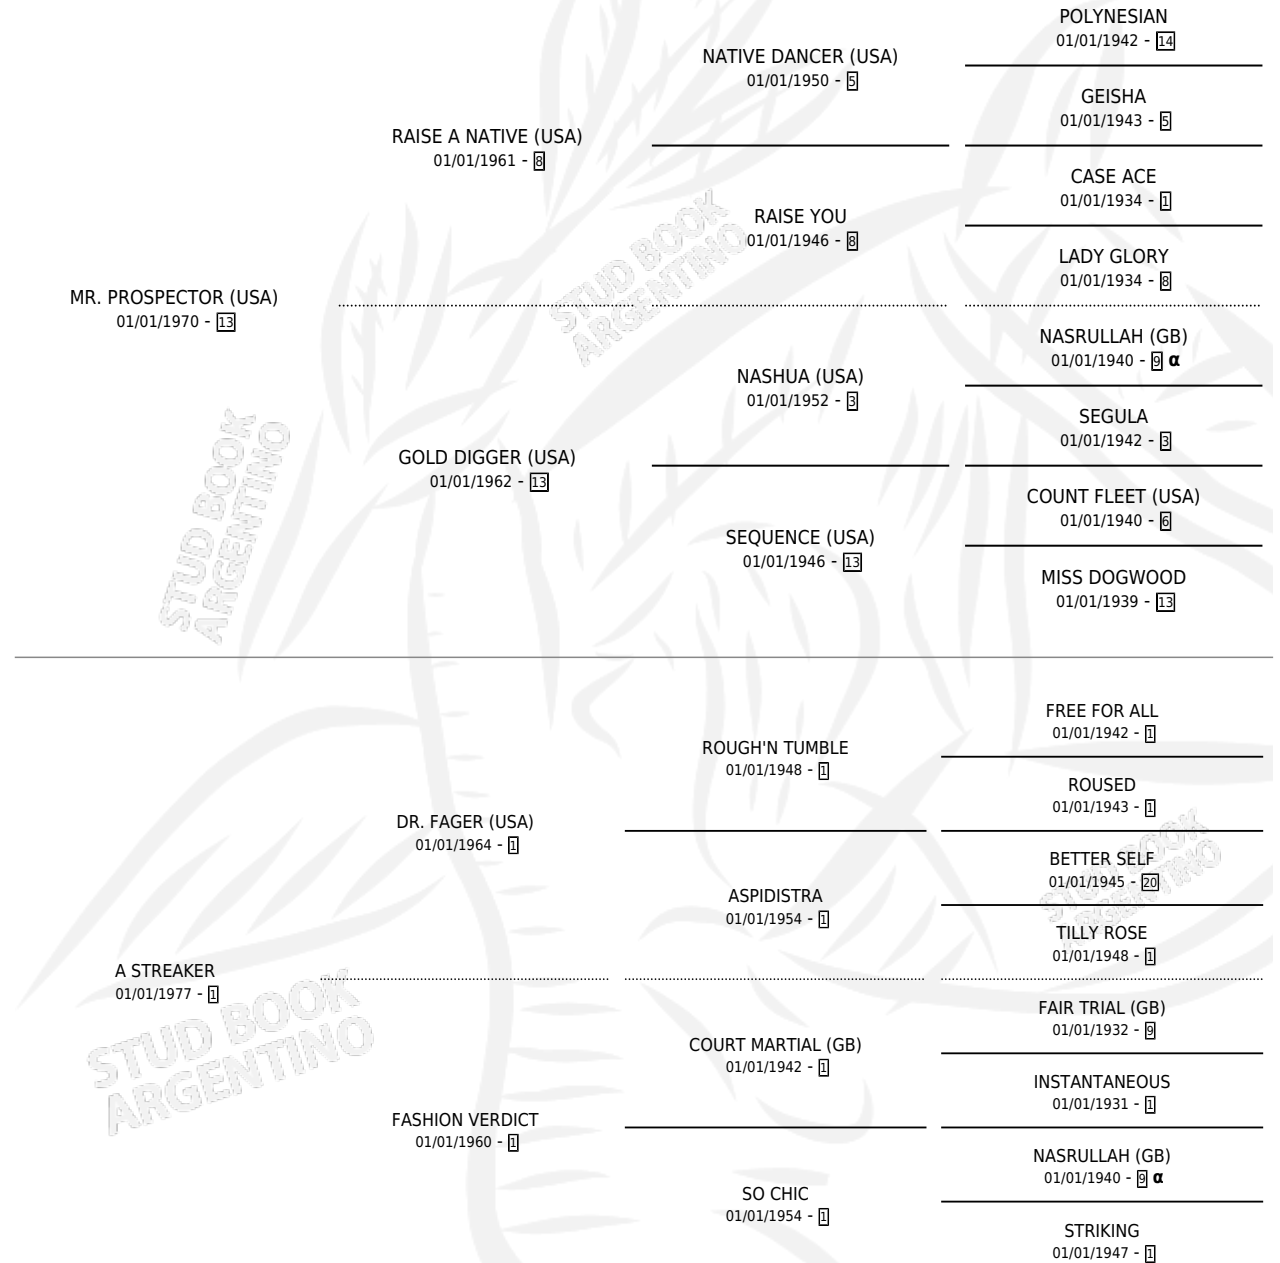 POLYNESIAN
01/01/1942 - 14
NATIVE DANCER (USA)
01/01/1950 - 5
GEISHA
01/01/1943 - 5
RAISE A NATIVE (USA)
01/01/1961 - 8
CASE ACE
01/01/1934 - 1
RAISE YOU
01/01/1946 - 8
LADY GLORY
01/01/1934 - 8
MR. PROSPECTOR (USA)
01/01/1970 - 13
NASRULLAH (GB)
01/01/1940 - 9 α
NASHUA (USA)
01/01/1952 - 3
SEGULA
01/01/1942 - 3
GOLD DIGGER (USA)
01/01/1962 - 13
COUNT FLEET (USA)
01/01/1940 - 6
SEQUENCE (USA)
01/01/1946 - 13
MISS DOGWOOD
01/01/1939 - 13
FREE FOR ALL
01/01/1942 - 1
ROUGH'N TUMBLE
01/01/1948 - 1
ROUSED
01/01/1943 - 1
DR. FAGER (USA)
01/01/1964 - 1
BETTER SELF
01/01/1945 - 20
ASPIDISTRA
01/01/1954 - 1
TILLY ROSE
01/01/1948 - 1
A STREAKER
01/01/1977 - 1
FAIR TRIAL (GB)
01/01/1932 - 9
COURT MARTIAL (GB)
01/01/1942 - 1
INSTANTANEOUS
01/01/1931 - 1
FASHION VERDICT
01/01/1960 - 1
NASRULLAH (GB)
01/01/1940 - 9 α
SO CHIC
01/01/1954 - 1
STRIKING
01/01/1947 - 1
STUD BOOK
ARGENTINO
STUD BOOK
ARGENTINO
STUD BOOK
ARGENTINO
STUD BOOK
ARGENTINO